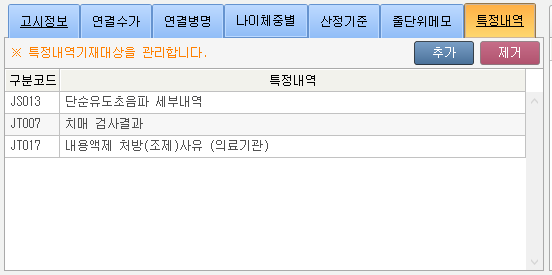 고시정보 연결수가 연결병명 나이체중별 산정기준 줄단위메모 특정내역
※ 특정내역기재대상을 관리합니다. 추가 제거
구분코드 특정내역
JS013 단순유도초음파 세부내역
JT007 치매 검사결과
JT017 내용액제 처방(조제)사유 (의료기관)